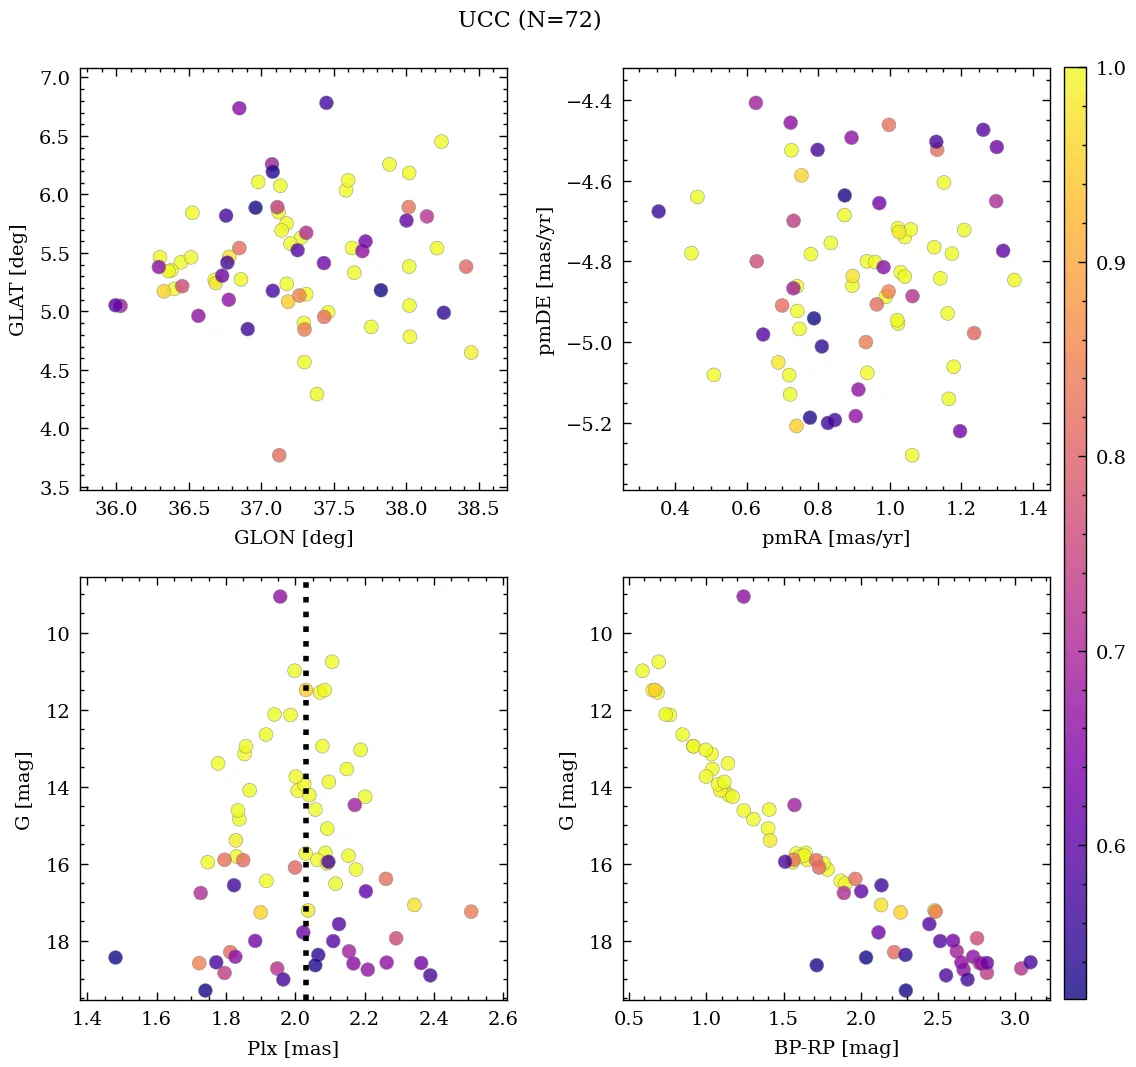 UCC (N=72)
7.0
6.5
6.0
5.5
5.0
4.5
4.0
3.5
GLAT [deg]
36.0 36.5 37.0 37.5 38.0 38.5
GLON [deg]
−4.4
−4.6
−4.8
−5.0
−5.2
pmDE [mas/yr]
0.4 0.6 0.8 1.0 1.2 1.4
pmRA [mas/yr]
10
12
14
16
18
G [mag]
1.4 1.6 1.8 2.0 2.2 2.4 2.6
Plx [mas]
10
12
14
16
18
G [mag]
0.5 1.0 1.5 2.0 2.5 3.0
BP-RP [mag]
1.0
0.9
0.8
0.7
0.6